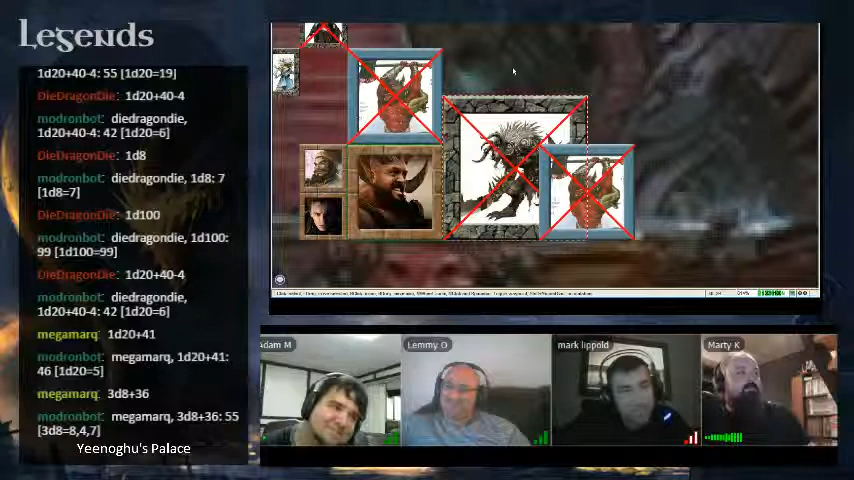 Legends
1d20+40-4: 55 [1d20=19]
DieDragonDie: 1d20+40-4
modronbot: diedragondie,
1d20+40-4: 42 [1d20=6]
DieDragonDie: 1d8
modronbot: diedragondie, 1d8: 7
[1d8=7]
DieDragonDie: 1d100
modronbot: diedragondie, 1d100:
99 [1d100=99]
DieDragonDie: 1d20+40-4
modronbot: diedragondie,
1d20+40-4: 42 [1d20=6]
megamarq: 1d20+41
modronbot: megamarq, 1d20+41:
46 [1d20=5]
megamarq: 3d8+36
modronbot: megamarq, 3d8+36: 55
[3d8=8,4,7]
Yeenoghu's Palace
Adam M
Lemmy O
mark lippold
Marty K